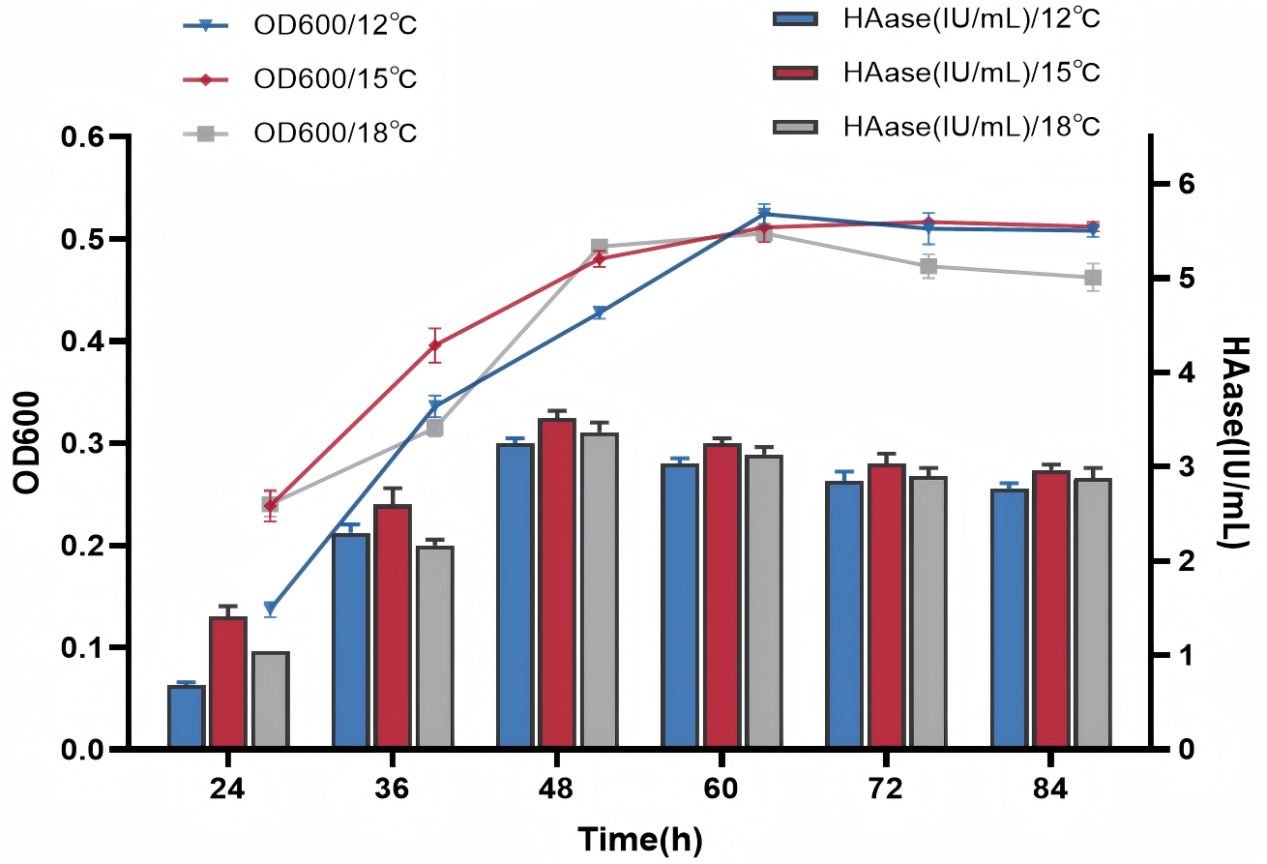 OD600/12℃
OD600/15℃
OD600/18℃
HAase(IU/mL)/12℃
HAase(IU/mL)/15℃
HAase(IU/mL)/18℃
0.6
0.5
0.4
0.3
0.2
0.1
0.0
OD600
6
5
4
3
2
1
0
HAase(IU/mL)
24 36 48 60 72 84
Time(h)